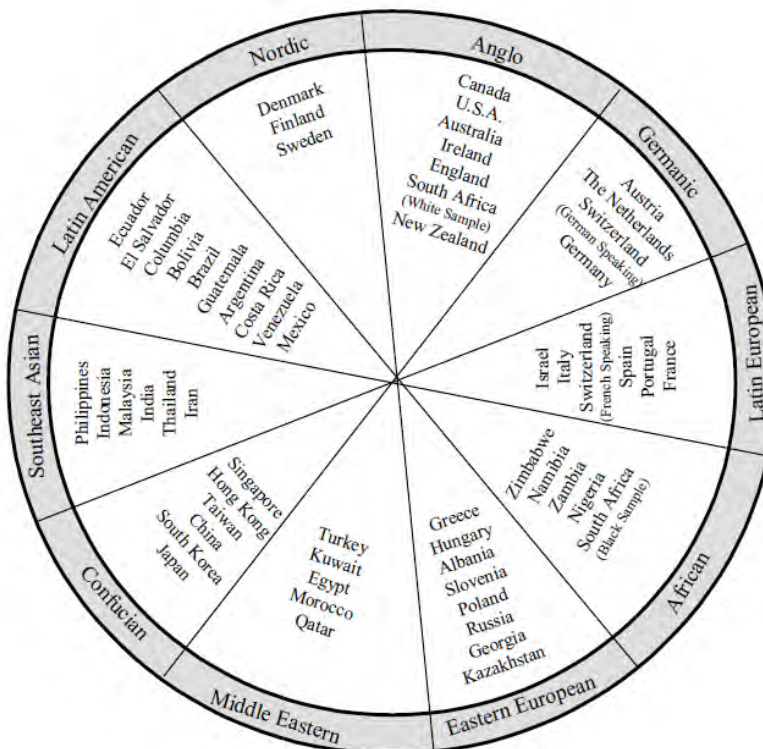 Nordic
Denmark
Finland
Sweden
Anglo
Canada
U.S.A.
Australia
Ireland
England
South Africa
(White Sample)
New Zealand
Germanic
Austria
The Netherlands
Switzerland
(German Speaking)
Germany
Latin European
Israel
Italy
Switzerland
(French Speaking)
Spain
Portugal
France
African
Zimbabwe
Namibia
Zambia
Nigeria
South Africa
(Black Sample)
Eastern European
Greece
Hungary
Albania
Slovenia
Poland
Russia
Georgia
Kazakhstan
Middle Eastern
Turkey
Kuwait
Egypt
Morocco
Qatar
Confucian
Singapore
Hong Kong
Taiwan
China
South Korea
Japan
Southeast Asian
Philippines
Indonesia
Malaysia
India
Thailand
Iran
Latin American
Ecuador
El Salvador
Columbia
Bolivia
Brazil
Guatemala
Argentina
Costa Rica
Venezuela
Mexico